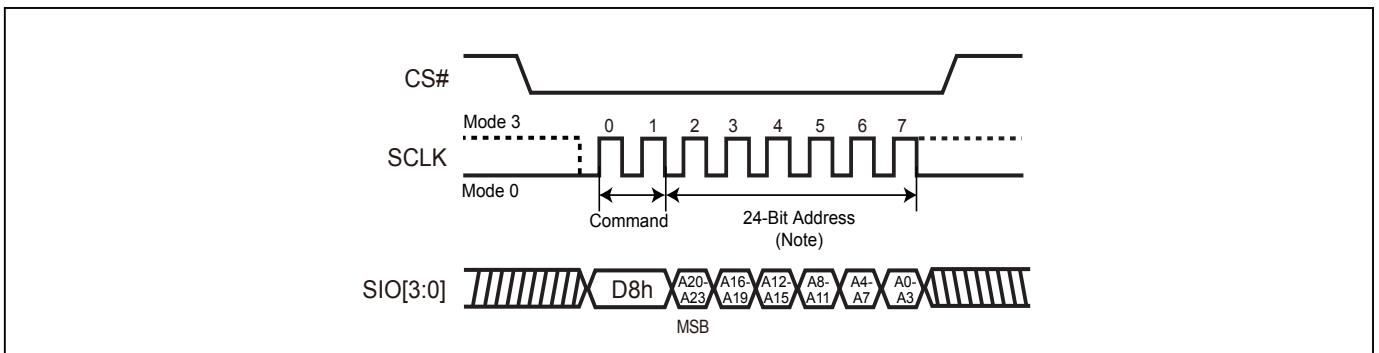 CS#
Mode 3
0 1 2 3 4 5 6 7
SCLK
Mode 0
Command
24-Bit Address
(Note)
SIO[3:0]
D8h
A20-
A23
A16-
A19
A12-
A15
A8-
A11
A4-
A7
A0-
A3
MSB